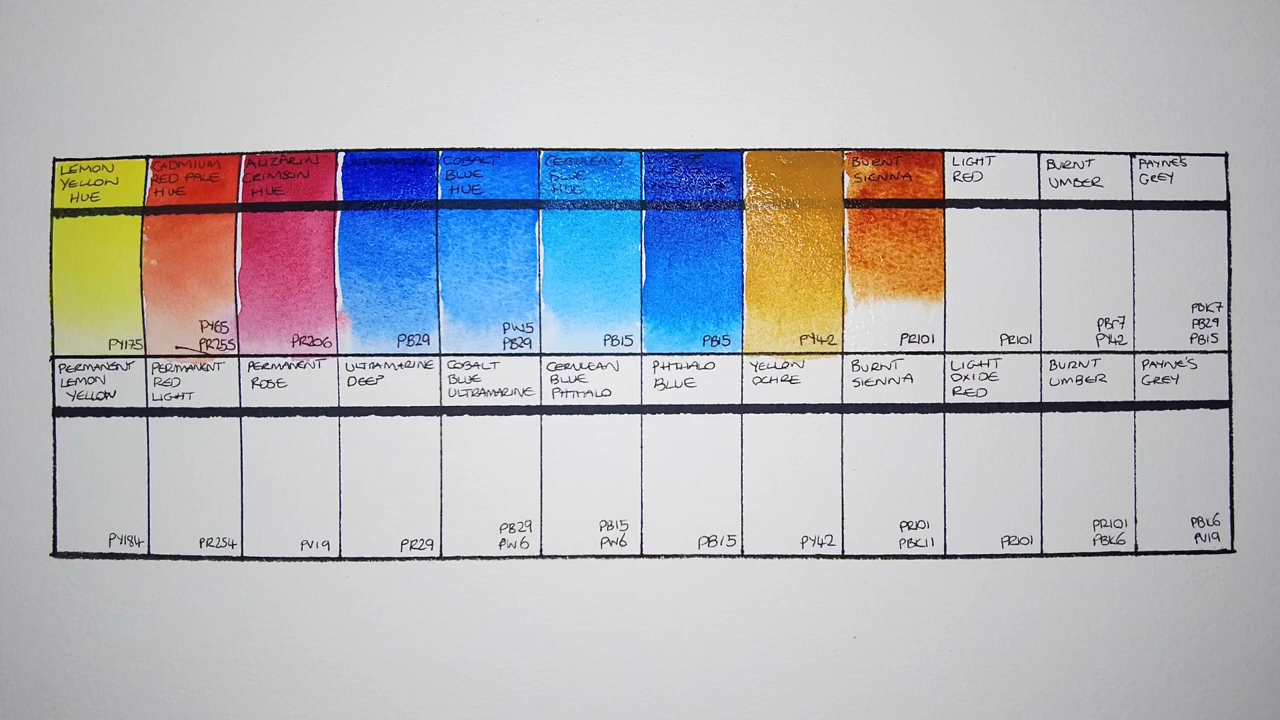 LEMON
YELLOW
HUE
CADMIUM
RED PALE
HUE
ALIZARIN
CRIMSON
HUE
ULTRAMARINE
COBALT
BLUE
HUE
CERULEAN
BLUE
HUE
BURNT
SIENNA
LIGHT
RED
BURNT
UMBER
PAYNE'S
GREY
PY175
PY65
PR255
PR206
PB29
PW5
PB29
PB15
PB15
PY42
PR101
PR101
PBr7
PY42
PBK7
PB29
PB15
PERMANENT
LEMON
YELLOW
PERMANENT
RED
LIGHT
PERMANENT
ROSE
ULTRAMARINE
DEEP
COBALT
BLUE
ULTRAMARINE
CERULEAN
BLUE
PHTHALO
PHTHALO
BLUE
YELLOW
OCHRE
BURNT
SIENNA
LIGHT
OXIDE
RED
BURNT
UMBER
PAYNE'S
GREY
PY184
PR254
PV19
PR29
PB29
PW6
PB15
PW6
PB15
PY42
PR101
PBK11
PR101
PR101
PBK6
PBK6
PV19